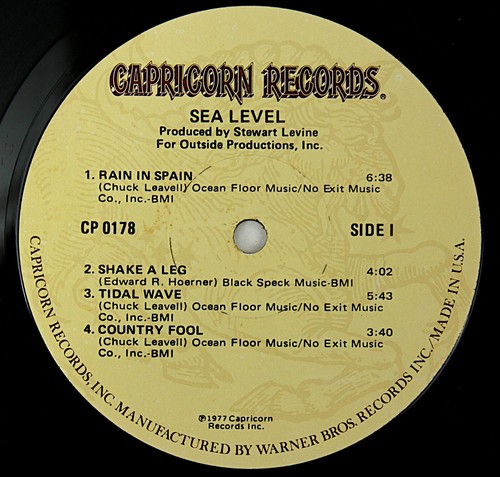 CAPRICORN RECORDS®
SEA LEVEL
Produced by Stewart Levine
For Outside Productions, Inc.
1. RAIN IN SPAIN 6:38
(Chuck Leavell) Ocean Floor Music/No Exit Music
Co., Inc.-BMI
CP 0178 SIDE I
2. SHAKE A LEG 4:02
(Edward R. Hoerner) Black Speck Music-BMI
3. TIDAL WAVE 5:43
(Chuck Leavell) Ocean Floor Music/No Exit Music
Co., Inc.-BMI
4. COUNTRY FOOL 3:40
(Chuck Leavell) Ocean Floor Music/No Exit Music
Co., Inc.-BMI
℗1977 Capricorn
Records Inc.
CAPRICORN RECORDS, INC. MANUFACTURED BY WARNER BROS. RECORDS INC./MADE IN U.S.A.